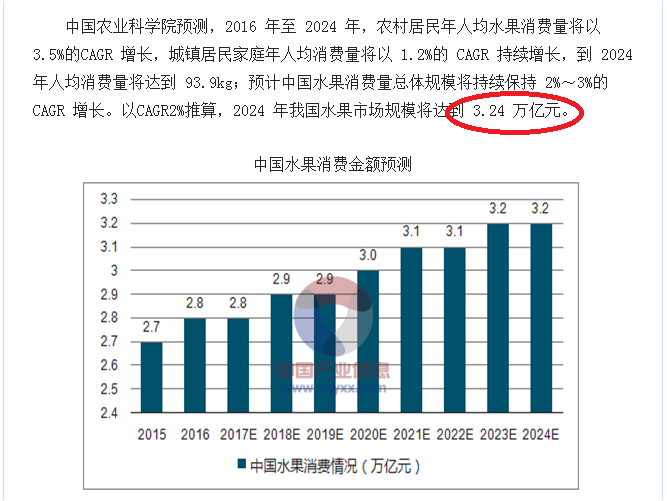 中国农业科学院预测，2016 年至 2024 年，农村居民年人均水果消费量将以
3.5%的CAGR 增长，城镇居民家庭年人均消费量将以 1.2%的 CAGR 持续增长，到 2024
年人均消费量将达到 93.9kg；预计中国水果消费量总体规模将持续保持 2%～3%的
CAGR 增长。以CAGR2%推算，2024 年我国水果市场规模将达到 3.24 万亿元。
中国水果消费金额预测
3.3
3.2
3.1
3
2.9
2.8
2.7
2.6
2.5
2.4
2.7
2.8
2.8
2.9
2.9
3.0
3.1
3.1
3.2
3.2
中国产业信息
2015 2016 2017E 2018E 2019E 2020E 2021E 2022E 2023E 2024E
中国水果消费情况（万亿元）